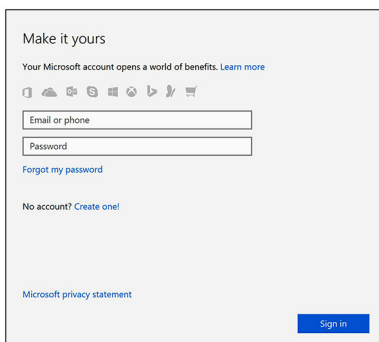 Make it yours
Your Microsoft account opens a world of benefits. Learn more
Email or phone
Password
Forgot my password
No account? Create one!
Microsoft privacy statement
Sign in